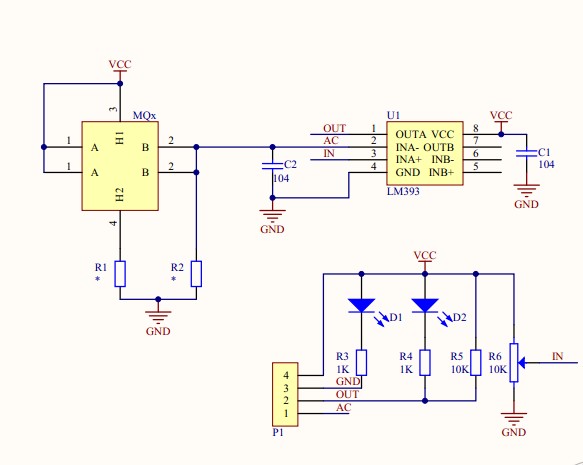 VCC
MQx
3
H1
1 A B 2
1 A B 2
H2
4
R1
*
R2
*
GND
C2
104
GND
U1
OUT 1 OUTA VCC 8
AC 2 INA- OUTB 7
IN 3 INA+ INB- 6
4 GND INB+ 5
LM393
VCC
C1
104
GND
VCC
D1
D2
R3
1K
R4
1K
R5
10K
R6
10K
IN
4
3 GND
2 OUT
1 AC
P1
GND